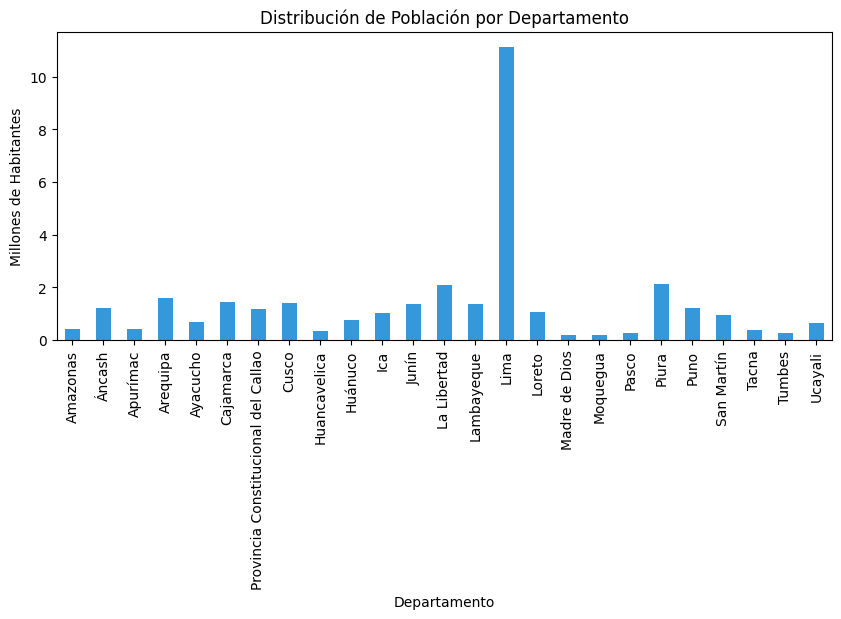 Distribución de Población por Departamento
Millones de Habitantes
10
8
6
4
2
0
Amazonas
Áncash
Apurímac
Arequipa
Ayacucho
Cajamarca
Provincia Constitucional del Callao
Cusco
Huancavelica
Huánuco
Ica
Junín
La Libertad
Lambayeque
Lima
Loreto
Madre de Dios
Moquegua
Pasco
Piura
Puno
San Martín
Tacna
Tumbes
Ucayali
Departamento